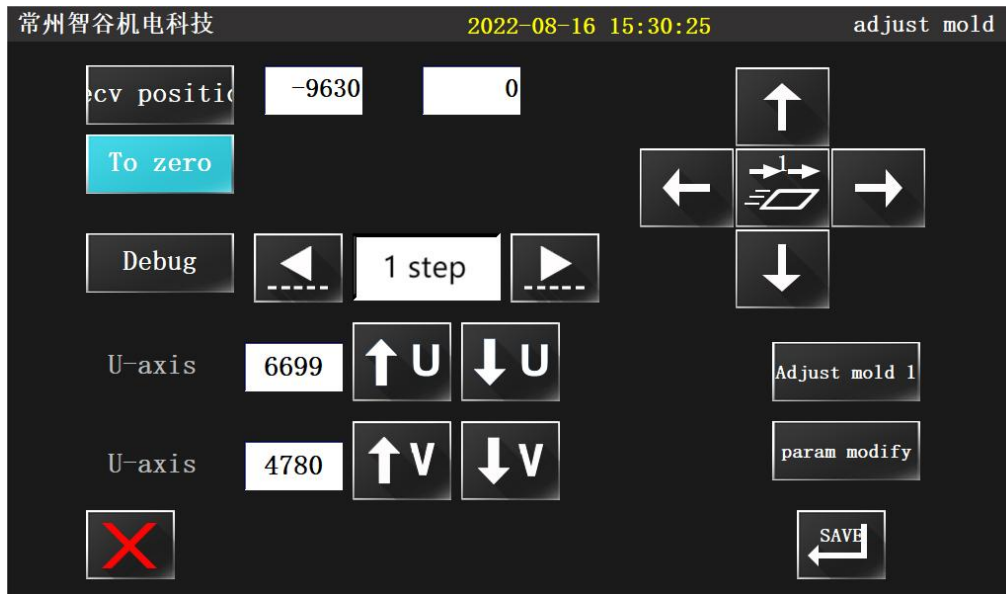 常州智谷机电科技 2022-08-16 15:30:25 adjust mold
ecv positio -9630 0
To zero
1
Debug 1 step
U-axis 6699 U U
Adjust mold 1
U-axis 4780 V V
param modify
SAVE